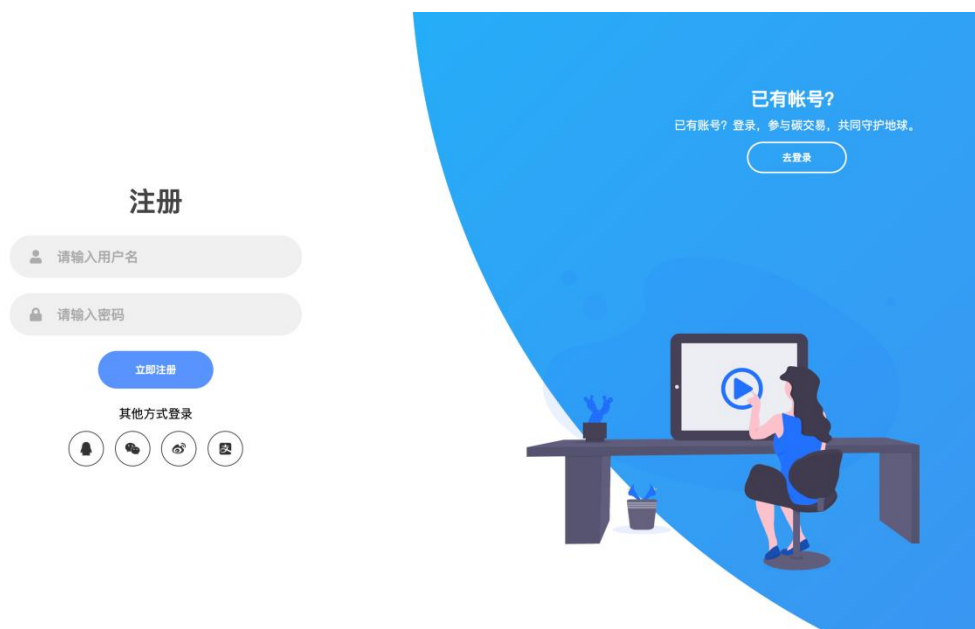 注册
请输入用户名
请输入密码
立即注册
其他方式登录
已有帐号?
已有账号？登录，参与碳交易，共同守护地球。
去登录